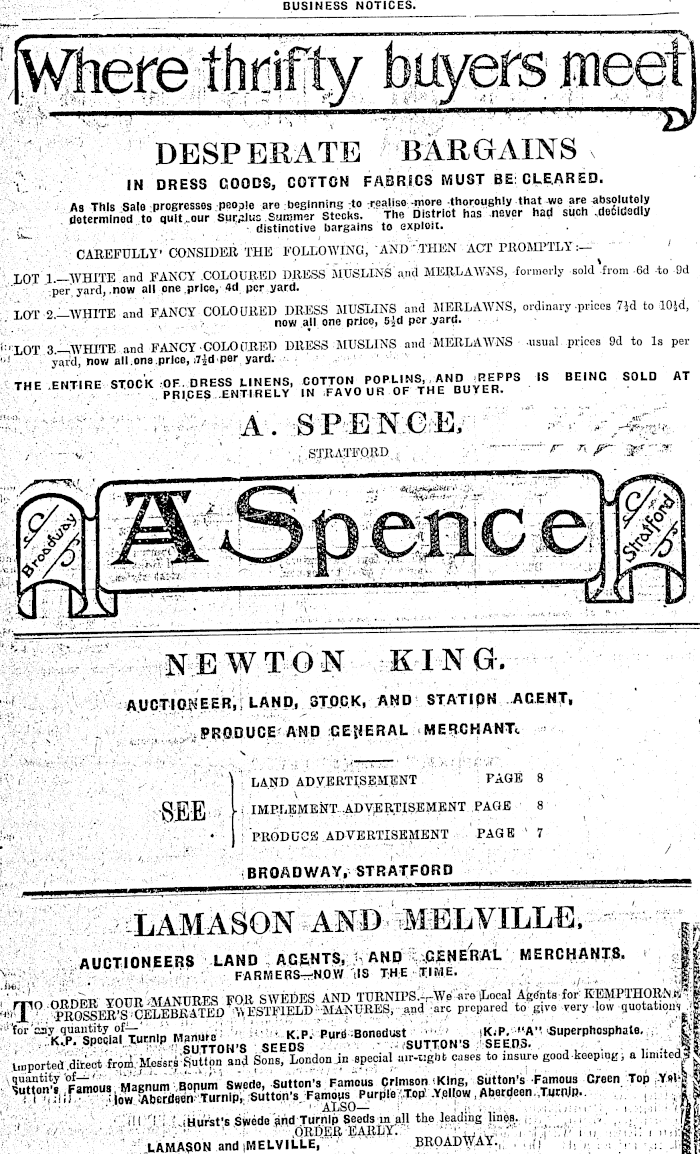 BUSINESS NOTICES.
Where thrifty buyers meet
DESPERATE BARGAINS
IN DRESS GOODS, COTTON FABRICS MUST BE CLEARED.
As This Sale progresses people are beginning to realise more thoroughly that we are absolutely
determined to quit our Surplus Summer Stocks. The District has never had such decidedly
distinctive bargains to exploit.
CAREFULLY CONSIDER THE FOLLOWING, AND THEN ACT PROMPTLY:—
LOT 1.—WHITE and FANCY COLOURED DRESS MUSLINS and MERLAWNS, formerly sold from 6d to 9d
per yard, now all one price, 4d per yard.
LOT 2.—WHITE and FANCY COLOURED DRESS MUSLINS and MERLAWNS, ordinary prices 7½d to 10½d,
now all one price, 5½d per yard.
LOT 3.—WHITE and FANCY COLOURED DRESS MUSLINS and MERLAWNS usual prices 9d to 1s per
yard, now all one price, 7½d per yard.
THE ENTIRE STOCK OF DRESS LINENS, COTTON POPLINS, AND REPPS IS BEING SOLD AT
PRICES ENTIRELY IN FAVOUR OF THE BUYER.
A. SPENCE,
STRATFORD
Broadway
A Spence
Stratford
NEWTON KING.
AUCTIONEER, LAND, STOCK, AND STATION AGENT,
PRODUCE AND GENERAL MERCHANT.
LAND ADVERTISEMENT PAGE 8
SEE IMPLEMENT ADVERTISEMENT PAGE 8
PRODUCE ADVERTISEMENT PAGE 7
BROADWAY, STRATFORD
LAMASON AND MELVILLE,
AUCTIONEERS LAND AGENTS, AND GENERAL MERCHANTS.
FARMERS—NOW IS THE TIME.
TO ORDER YOUR MANURES FOR SWEDES AND TURNIPS.—We are Local Agents for KEMPTHORNE
PROSSER'S CELEBRATED WESTFIELD MANURES, and are prepared to give very low quotations
for any quantity of—
K.P. Special Turnip Manure K.P. Pure Bonedust K.P. "A" Superphosphate.
SUTTON'S SEEDS SUTTON'S SEEDS.
Imported direct from Messrs Sutton and Sons, London in special air-tight cases to insure good keeping; a limited
quantity of—
Sutton's Famous Magnum Bonum Swede, Sutton's Famous Crimson King, Sutton's Famous Green Top Yel-
low Aberdeen Turnip, Sutton's Famous Purple Top Yellow Aberdeen Turnip.
ALSO—
Hurst's Swede and Turnip Seeds in all the leading lines.
ORDER EARLY.
LAMASON and MELVILLE, BROADWAY.